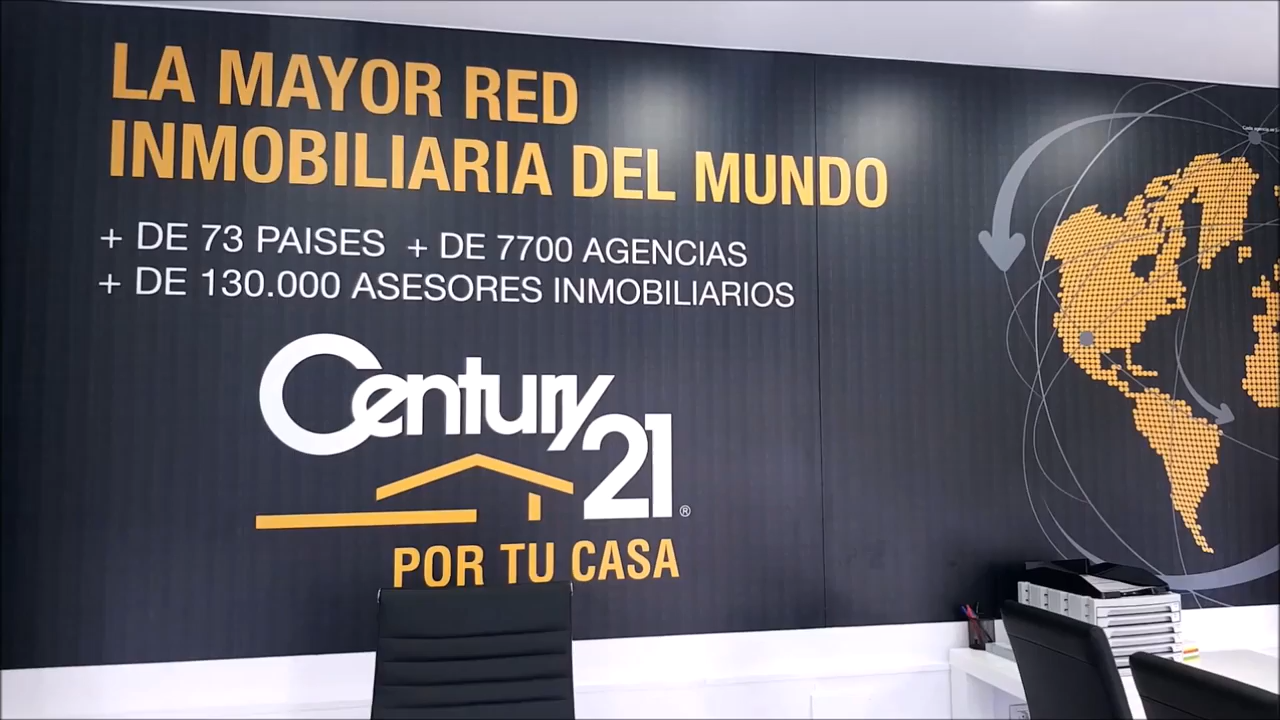 LA MAYOR RED
INMOBILIARIA DEL MUNDO
+ DE 73 PAISES + DE 7700 AGENCIAS
+ DE 130.000 ASESORES INMOBILIARIOS
Century
21®
POR TU CASA